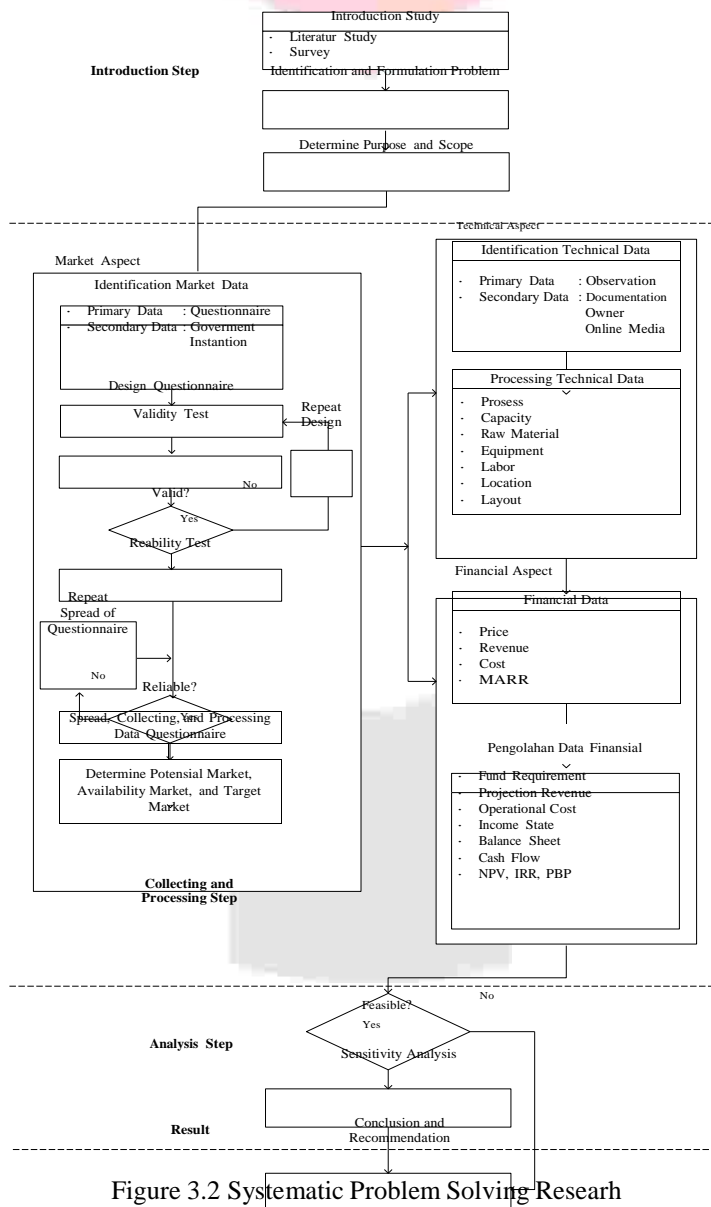 Introduction Study
· Literatur Study
· Survey
Introduction Step
Identification and Formulation Problem
Determine Purpose and Scope
Market Aspect
Identification Market Data
· Primary Data : Questionnaire
· Secondary Data : Goverment
Instantion
Design Questionnaire
Validity Test
Repeat
Design
Valid?
No
Yes
Reability Test
Repeat
Spread of
Questionnaire
No
Reliable?
Yes
Spread, Collecting, and Processing
Data Questionnaire
Determine Potensial Market,
Availability Market, and Target
Market
Collecting and
Processing Step
Technical Aspect
Identification Technical Data
· Primary Data : Observation
· Secondary Data : Documentation
Owner
Online Media
Processing Technical Data
· Prosess
· Capacity
· Raw Material
· Equipment
· Labor
· Location
· Layout
Financial Aspect
Financial Data
· Price
· Revenue
· Cost
· MARR
Pengolahan Data Finansial
· Fund Requirement
· Projection Revenue
· Operational Cost
· Income State
· Balance Sheet
· Cash Flow
· NPV, IRR, PBP
Feasible?
No
Yes
Analysis Step
Sensitivity Analysis
Result
Conclusion and
Recommendation
Figure 3.2 Systematic Problem Solving Researh